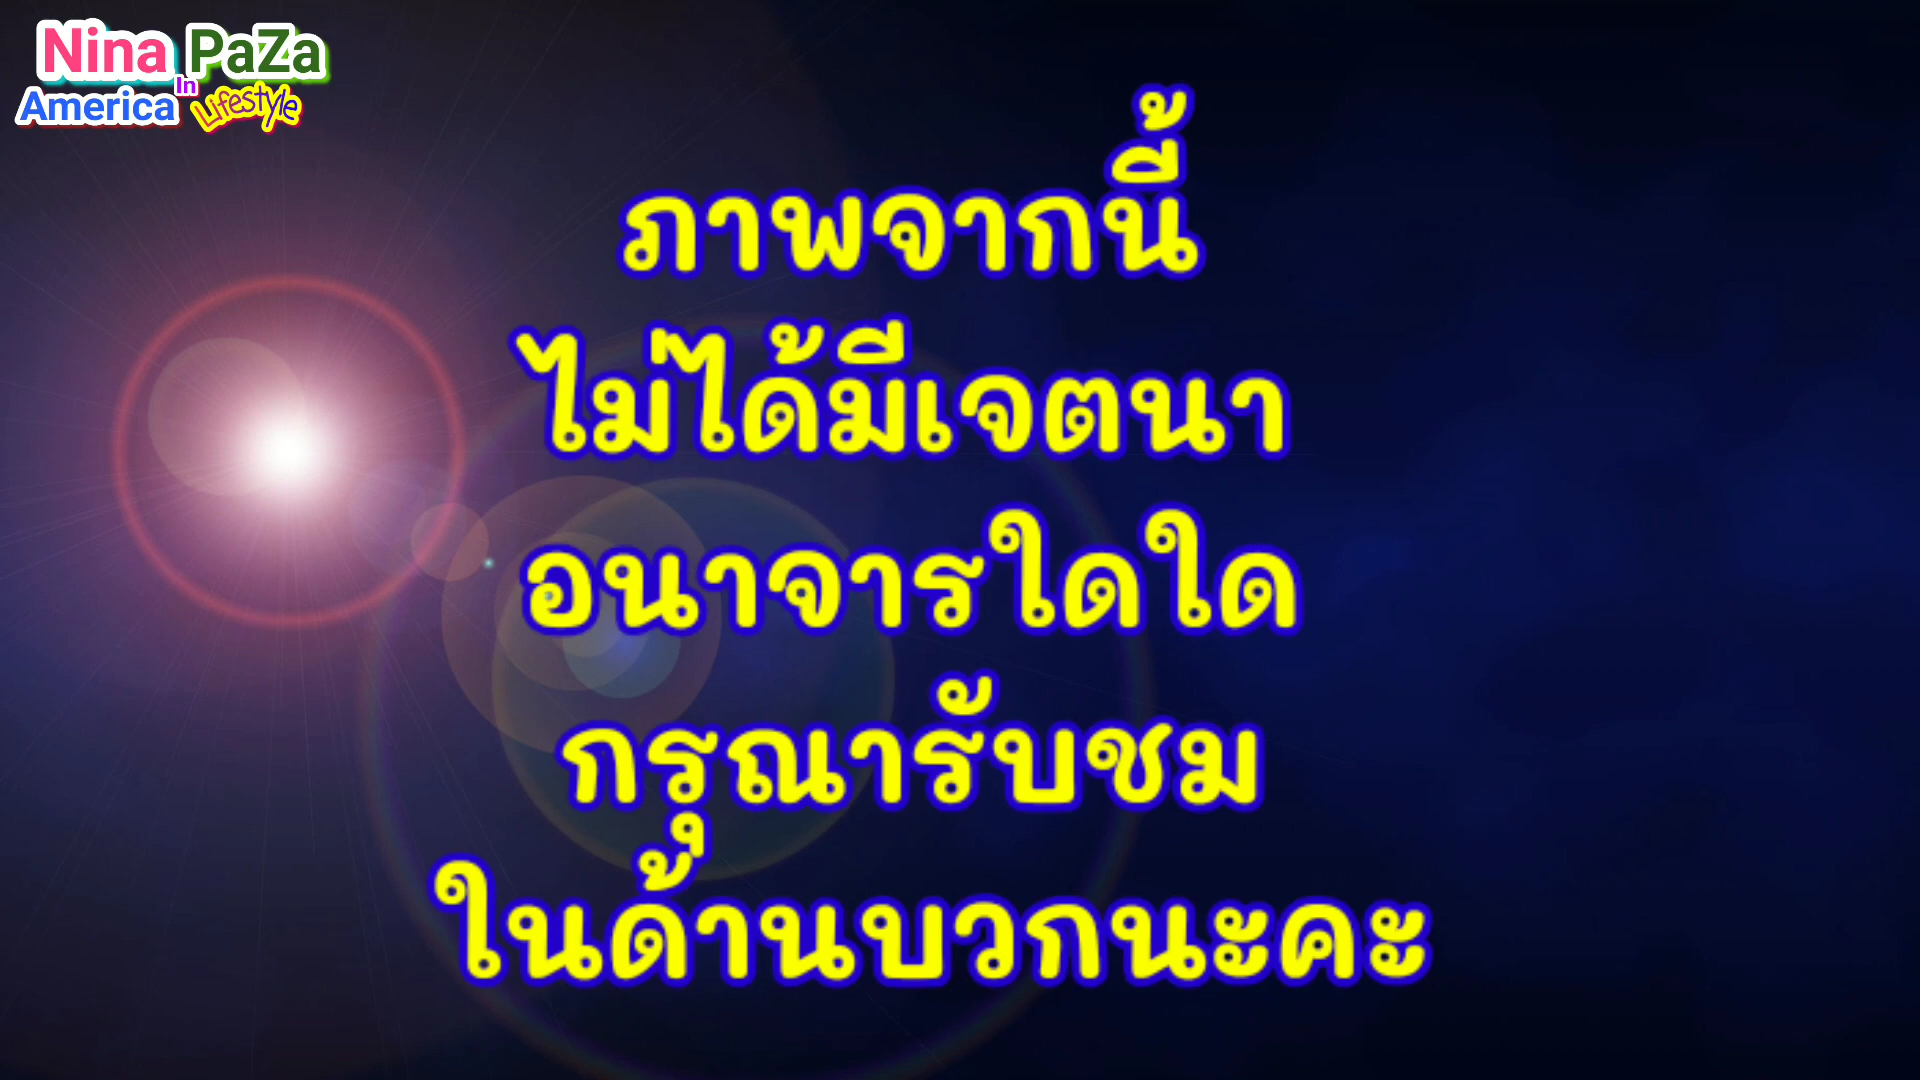 Nina PaZa
America In Lifestyle
ภาพจากนี้
ไม่ได้มีเจตนา
อนาจารใดใด
กรุณารับชม
ในด้านบวกนะคะ